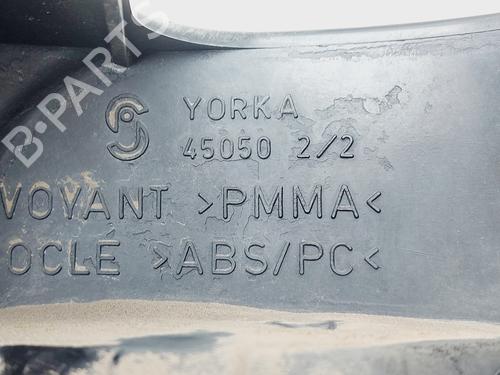 B-PARTS
YORKA
45050 2/2
VOYANT >PMMA<
OCLE >ABS/PC<